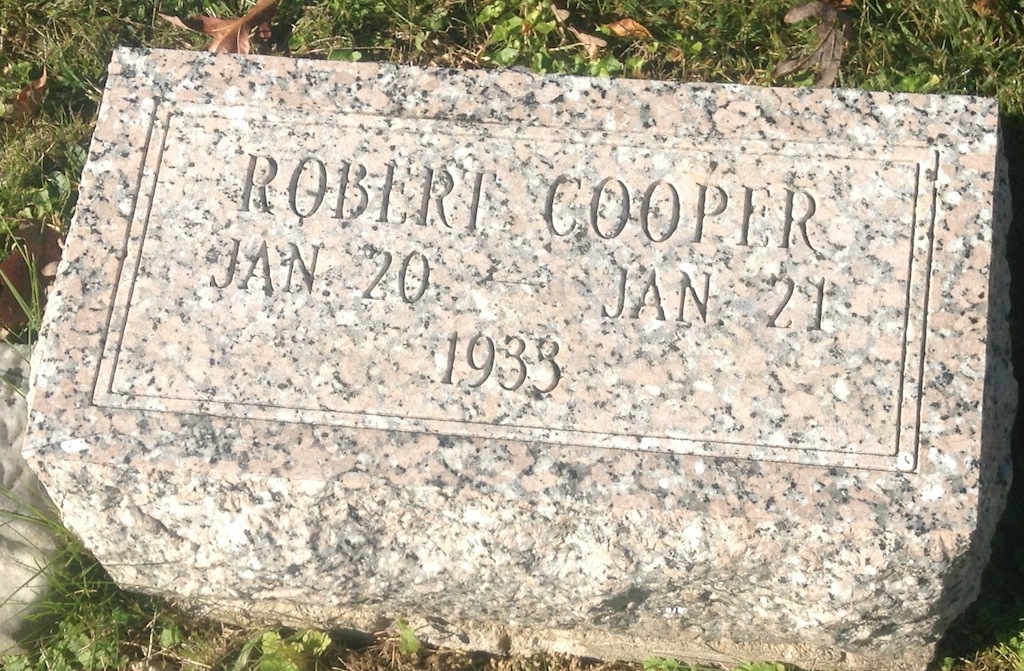 ROBERT COOPER
JAN. 20 — JAN 21
1933